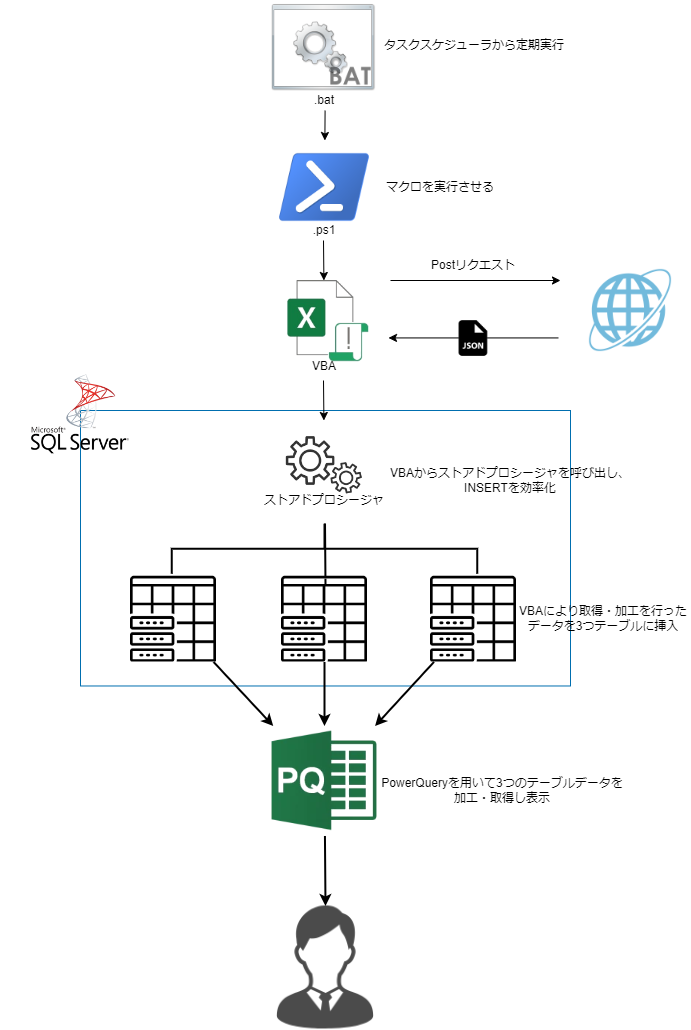 BAT
タスクスケジューラから定期実行
.bat
マクロを実行させる
.ps1
Postリクエスト
X
JSON
VBA
Microsoft®
SQL Server
VBAからストアドプロシージャを呼び出し、
INSERTを効率化
ストアドプロシージャ
VBAにより取得・加工を行った
データを3つテーブルに挿入
PQ
PowerQueryを用いて3つのテーブルデータを
加工・取得し表示